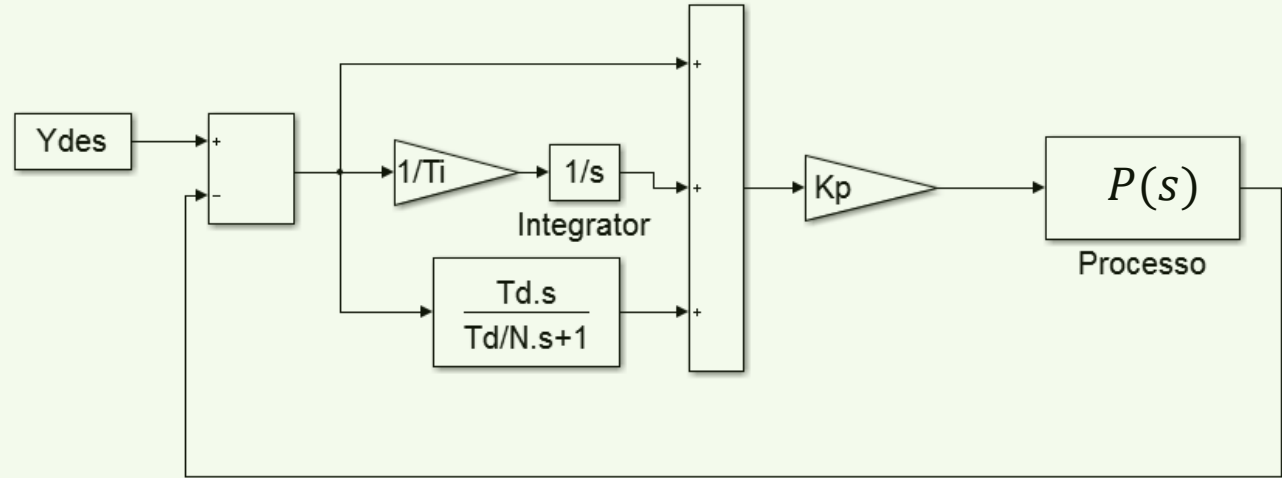 Ydes
+
−
1/Ti
1/s
Integrator
Td.s
Td/N.s+1
+
+
+
Kp
P(s)
Processo